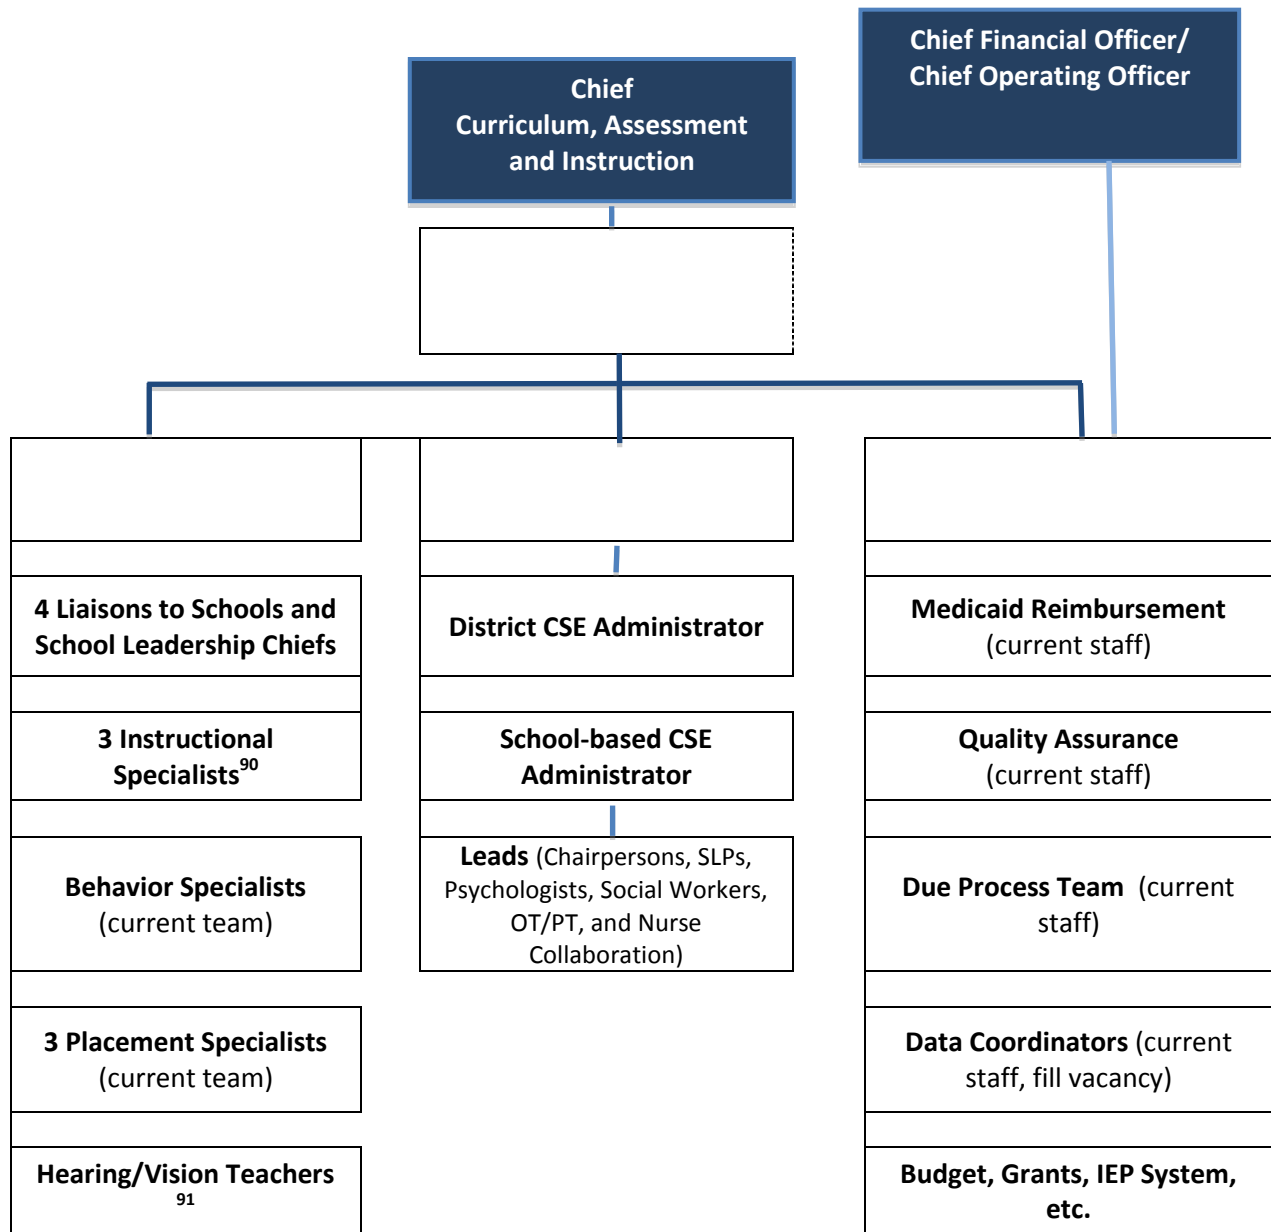 Chief Financial Officer/
Chief Operating Officer
Chief
Curriculum, Assessment
and Instruction
4 Liaisons to Schools and
School Leadership Chiefs
3 Instructional
Specialists90
Behavior Specialists
(current team)
3 Placement Specialists
(current team)
Hearing/Vision Teachers
91
District CSE Administrator
School-based CSE
Administrator
Leads (Chairpersons, SLPs,
Psychologists, Social Workers,
OT/PT, and Nurse
Collaboration)
Medicaid Reimbursement
(current staff)
Quality Assurance
(current staff)
Due Process Team (current
staff)
Data Coordinators (current
staff, fill vacancy)
Budget, Grants, IEP System,
etc.